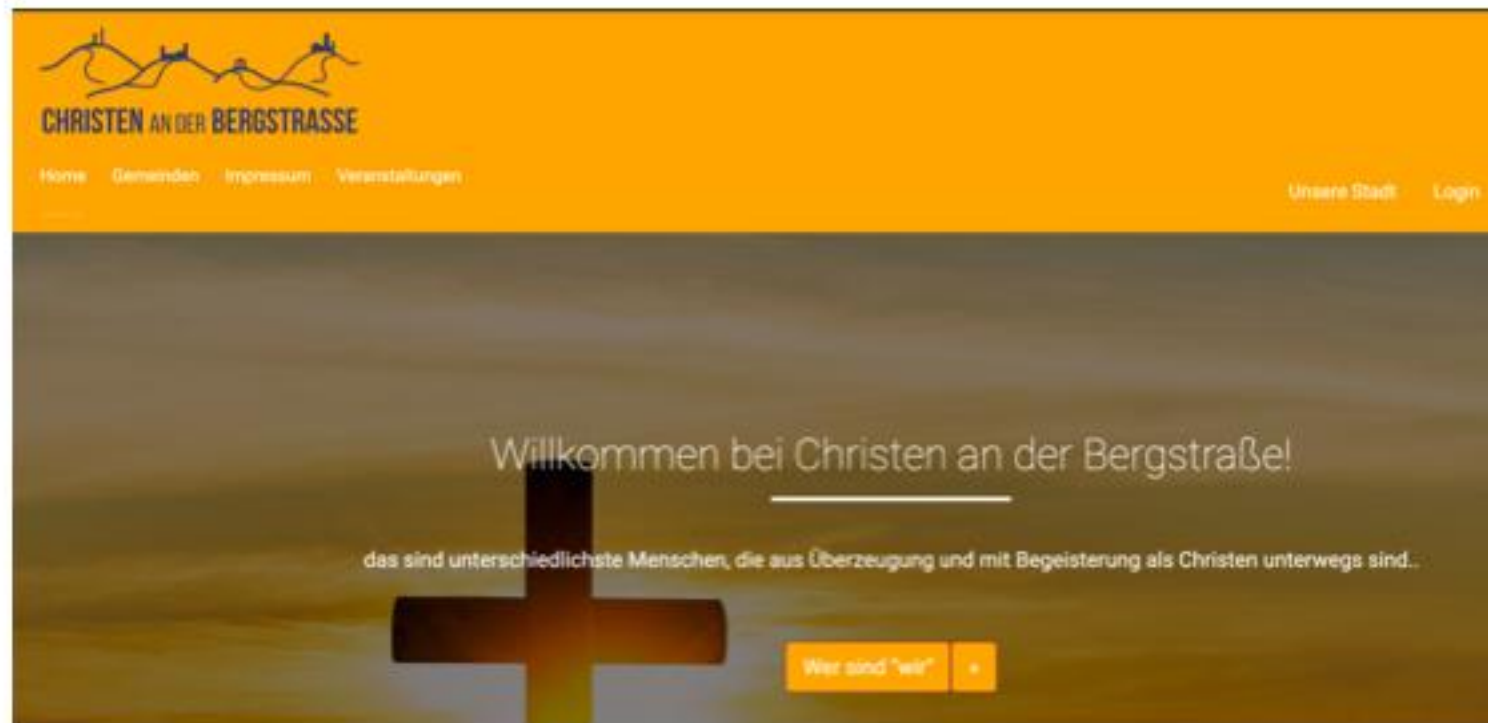 CHRISTEN AN DER BERGSTRASSE
Home Gemeinden Impressum Veranstaltungen
Unsere Stadt Login
Willkommen bei Christen an der Bergstraße!
das sind unterschiedlichste Menschen, die aus Überzeugung und mit Begeisterung als Christen unterwegs sind..
Wer sind "wir"